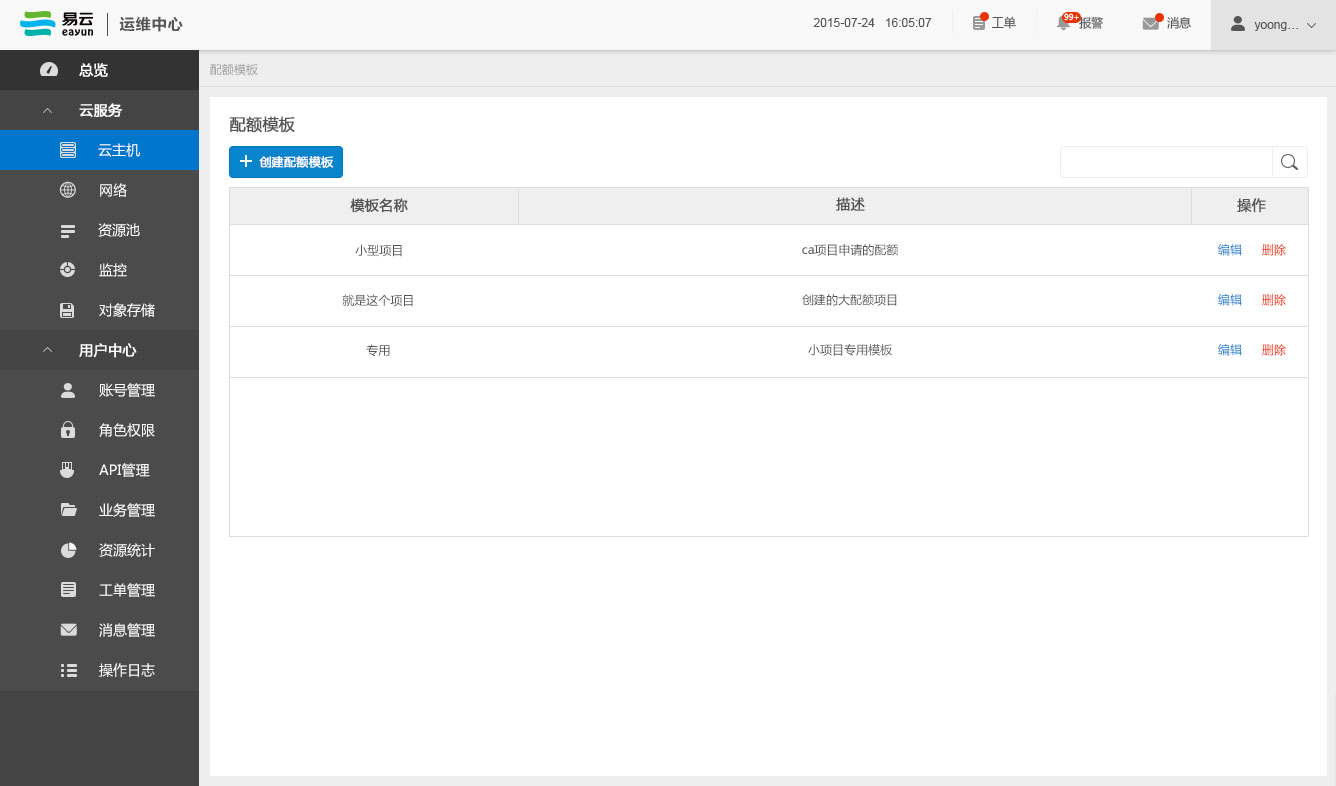 易云 eayun 运维中心 2015-07-24 16:05:07 工单 99+ 报警 消息 yoong...
总览
云服务
云主机
网络
资源池
监控
对象存储
用户中心
账号管理
角色权限
API管理
业务管理
资源统计
工单管理
消息管理
操作日志
配额模板
配额模板
创建配额模板
模板名称 描述 操作
小型项目 ca项目申请的配额 编辑 删除
就是这个项目 创建的大配额项目 编辑 删除
专用 小项目专用模板 编辑 删除